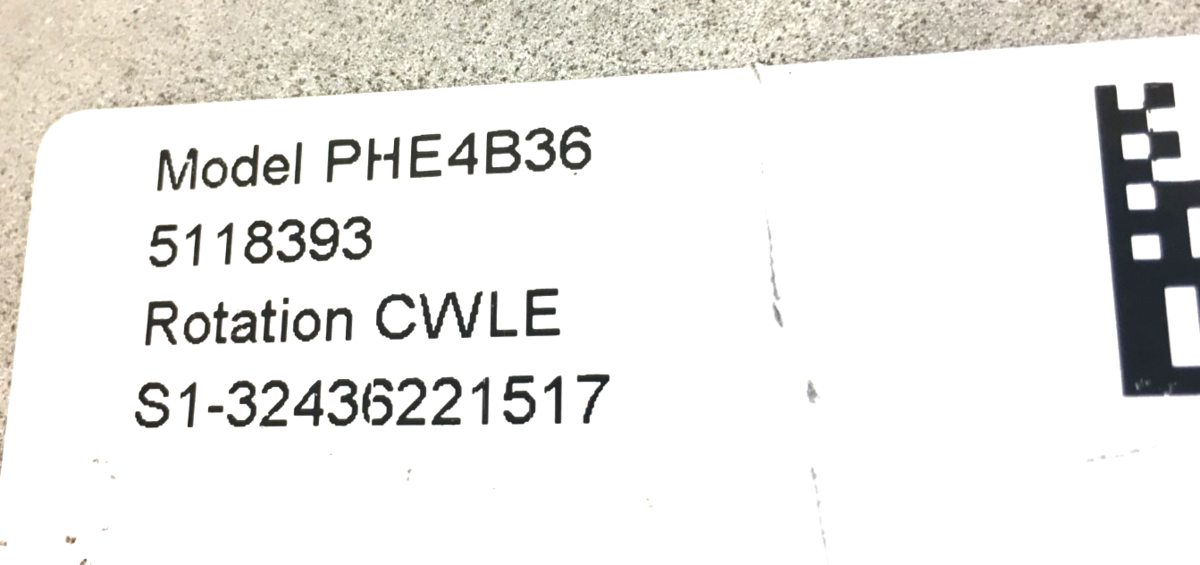 Model PHE4B36
5118393
Rotation CWLE
S1-32436221517